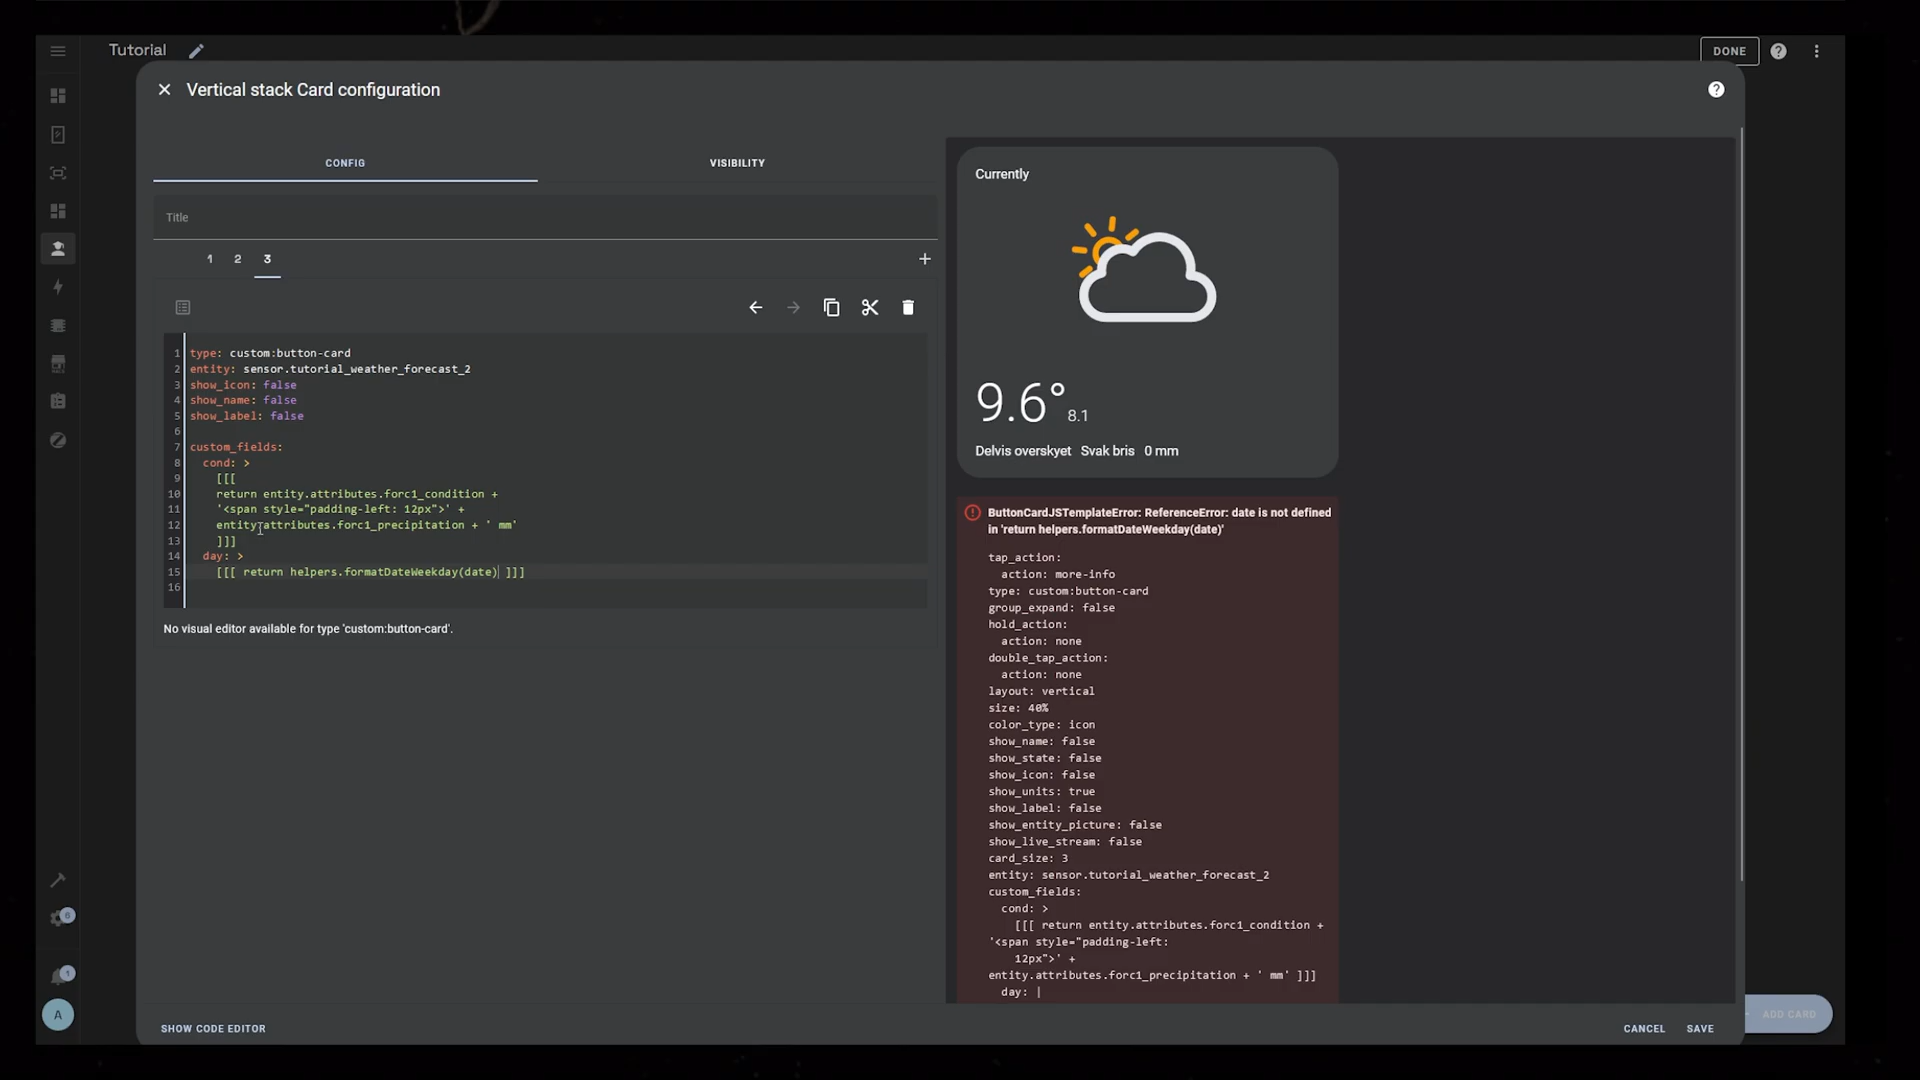 Tutorial
DONE
Vertical stack Card configuration
CONFIG
VISIBILITY
Title
1 2 3
1 type: custom:button-card
2 entity: sensor.tutorial_weather_forecast_2
3 show_icon: false
4 show_name: false
5 show_label: false
6
7 custom_fields:
8 cond: >
9 [[[
10 return entity.attributes.forc1_condition +
11 '<span style="padding-left: 12px">' +
12 entity.attributes.forc1_precipitation + ' mm'
13 ]]]
14 day: >
15 [[[ return helpers.formatDateWeekday(date) ]]]
16
No visual editor available for type 'custom:button-card'.
Currently
9.6° 8.1
Delvis overskyet Svak bris 0 mm
ButtonCardJSTemplateError: ReferenceError: date is not defined
in 'return helpers.formatDateWeekday(date)'
tap_action:
action: more-info
type: custom:button-card
group_expand: false
hold_action:
action: none
double_tap_action:
action: none
layout: vertical
size: 40%
color_type: icon
show_name: false
show_state: false
show_icon: false
show_units: true
show_label: false
show_entity_picture: false
show_live_stream: false
card_size: 3
entity: sensor.tutorial_weather_forecast_2
custom_fields:
cond: >
[[[ return entity.attributes.forc1_condition +
'<span style="padding-left:
12px">' +
entity.attributes.forc1_precipitation + ' mm' ]]]
day: |
6
1
A
SHOW CODE EDITOR
CANCEL
SAVE
ADD CARD